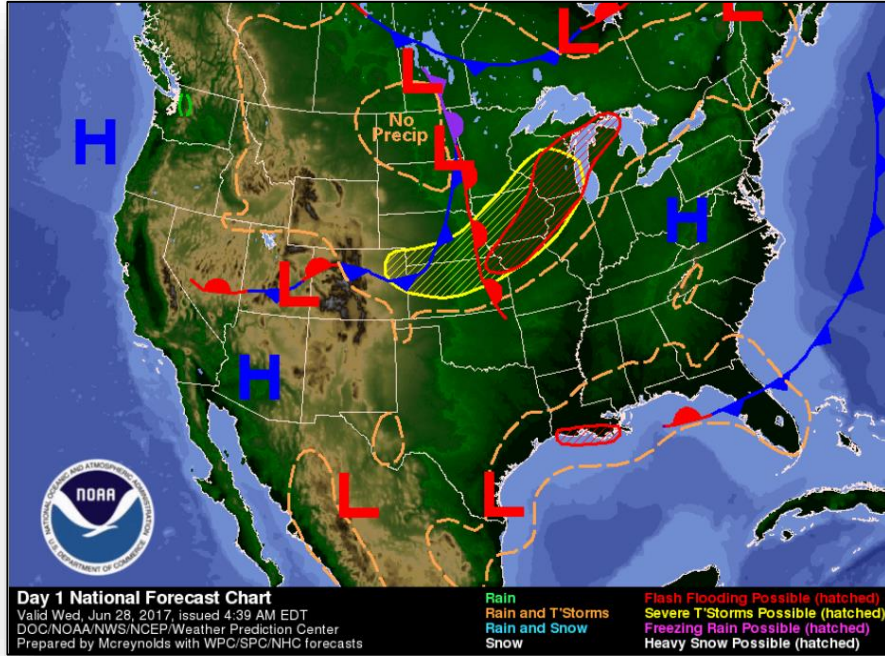 L
L
L
L
H
No
Precip
L
H
L
H
L
L
NATIONAL OCEANIC AND ATMOSPHERIC ADMINISTRATION
NOAA
U.S. DEPARTMENT OF COMMERCE
Day 1 National Forecast Chart
Valid Wed, Jun 28, 2017, issued 4:39 AM EDT
DOC/NOAA/NWS/NCEP/Weather Prediction Center
Prepared by Mcreynolds with WPC/SPC/NHC forecasts
Rain
Rain and T'Storms
Rain and Snow
Snow
Flash Flooding Possible (hatched)
Severe T'Storms Possible (hatched)
Freezing Rain Possible (hatched)
Heavy Snow Possible (hatched)